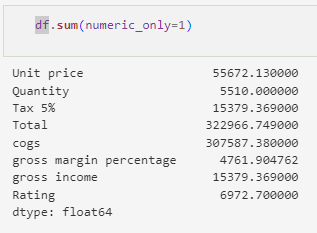 df.sum(numeric_only=1)
Unit price 55672.130000
Quantity 5510.000000
Tax 5% 15379.369000
Total 322966.749000
cogs 307587.380000
gross margin percentage 4761.904762
gross income 15379.369000
Rating 6972.700000
dtype: float64